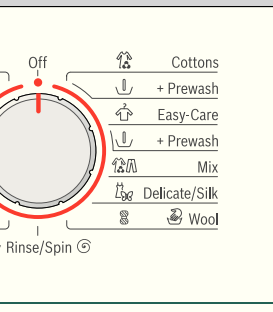 Off
Cottons
+ Prewash
Easy-Care
+ Prewash
Mix
Delicate/Silk
Wool
Rinse/Spin